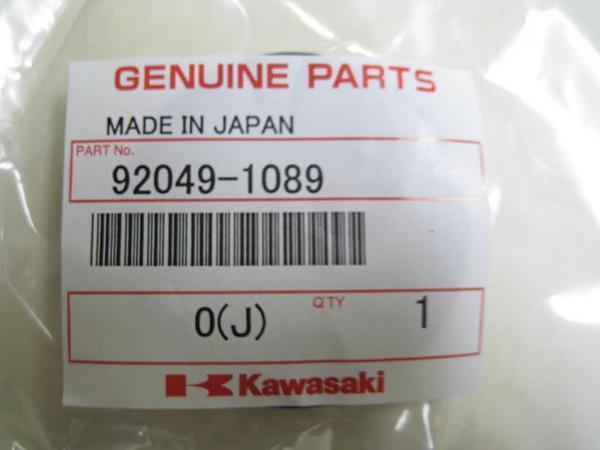 GENUINE PARTS
MADE IN JAPAN
PART No.
92049-1089
0(J) Q'TY 1
Kawasaki